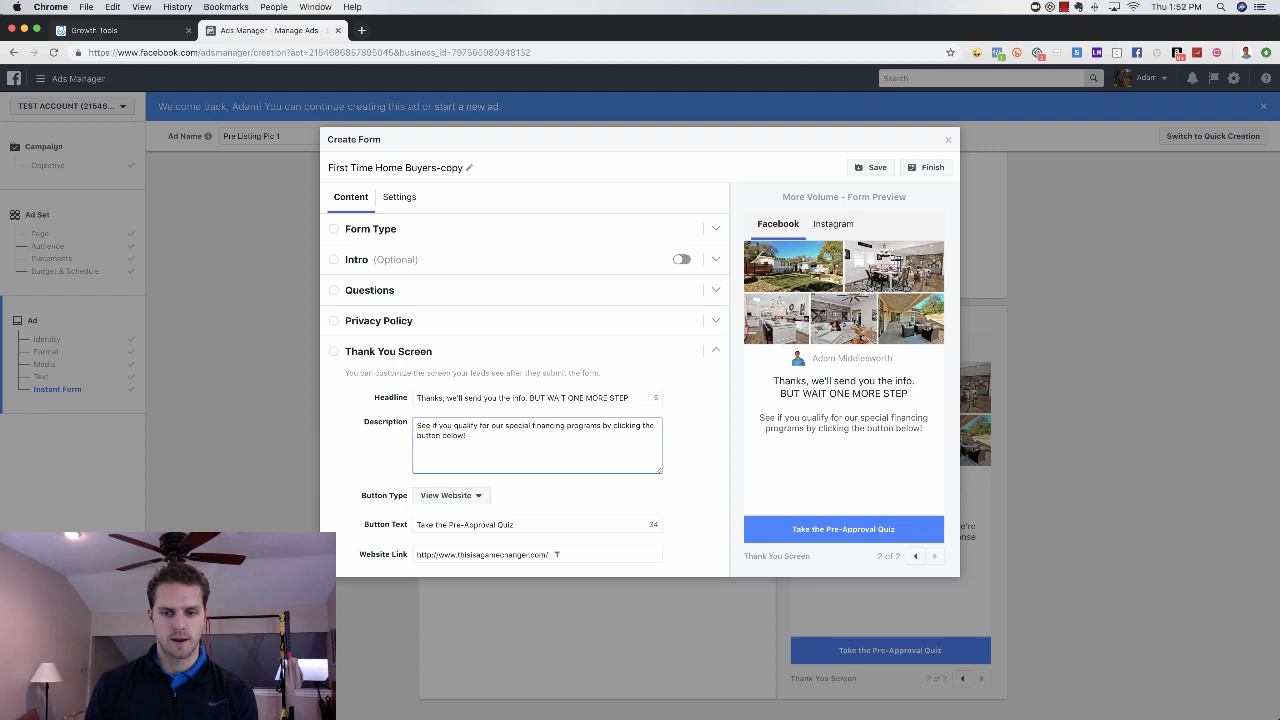 Chrome File Edit View History Bookmarks People Window Help
Thu 1:52 PM
Growth Tools
Ads Manager - Manage Ads - L
https://www.facebook.com/adsmanager/creation?act=2154686857895045&business_id=797565980348132
Ads Manager
Search
Adam
TEST ACCOUNT (21546...
Welcome back, Adam! You can continue creating this ad or start a new ad.
Ad Name
Pre Listing Pic 1
Switch to Quick Creation
Campaign
Objective
Ad Set
Page
Audience
Placements
Budget & Schedule
Ad
Identity
Format
Media
Text
Instant Form
Create Form
First Time Home Buyers-copy
Save
Finish
Content
Settings
Form Type
Intro (Optional)
Questions
Privacy Policy
Thank You Screen
You can customize the screen your leads see after they submit the form.
Headline
Thanks, we'll send you the info. BUT WAIT ONE MORE STEP
6
Description
See if you qualify for our special financing programs by clicking the
button below!
Button Type
View Website
Button Text
Take the Pre-Approval Quiz
34
Website Link
http://www.thisisagamechanger.com/
More Volume - Form Preview
Facebook
Instagram
Adam Middlesworth
Thanks, we'll send you the info.
BUT WAIT ONE MORE STEP
See if you qualify for our special financing
programs by clicking the button below!
Take the Pre-Approval Quiz
Thank You Screen
2 of 2
Take the Pre-Approval Quiz
Thank You Screen
2 of 2